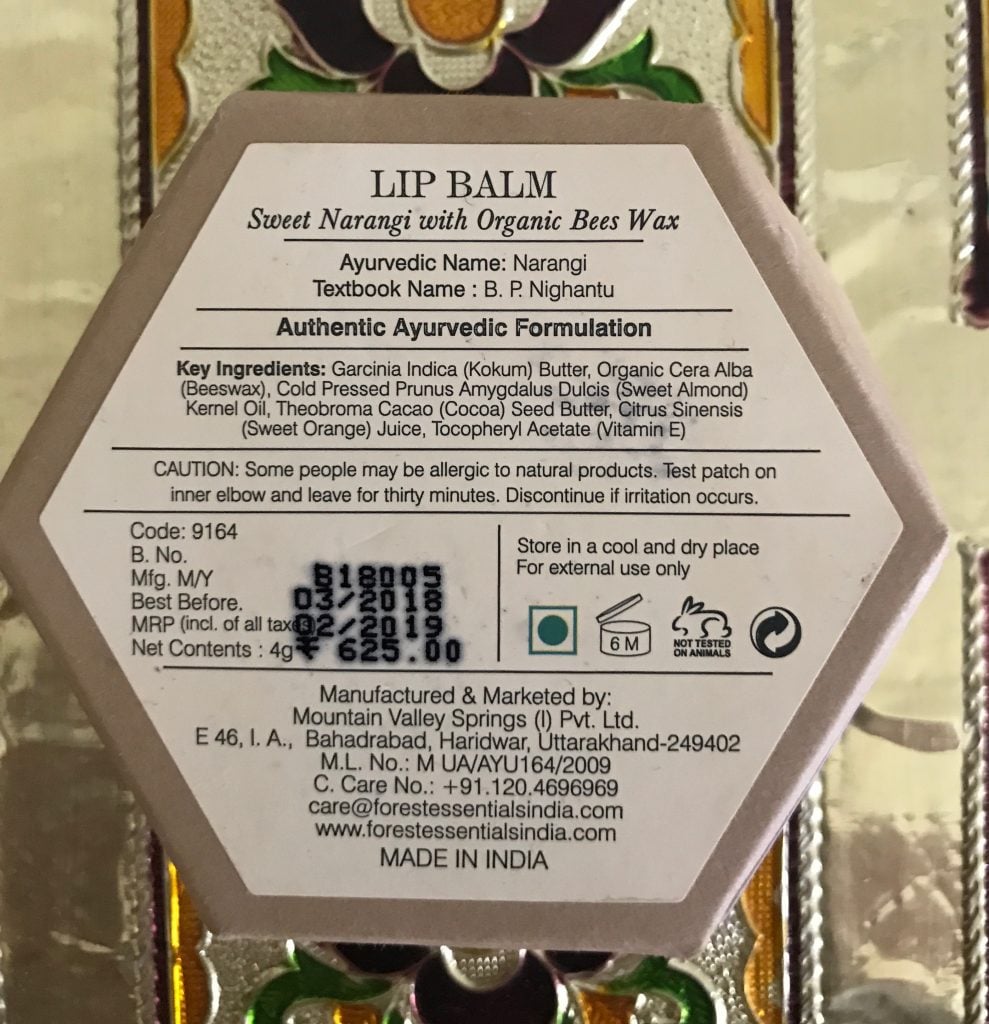 LIP BALM
Sweet Narangi with Organic Bees Wax
Ayurvedic Name: Narangi
Textbook Name : B. P. Nighantu
Authentic Ayurvedic Formulation
Key Ingredients: Garcinia Indica (Kokum) Butter, Organic Cera Alba
(Beeswax), Cold Pressed Prunus Amygdalus Dulcis (Sweet Almond)
Kernel Oil, Theobroma Cacao (Cocoa) Seed Butter, Citrus Sinensis
(Sweet Orange) Juice, Tocopheryl Acetate (Vitamin E)
CAUTION: Some people may be allergic to natural products. Test patch on
inner elbow and leave for thirty minutes. Discontinue if irritation occurs.
Code: 9164
B. No. B18005
Mfg. M/Y 03/2018
Best Before. 02/2019
MRP (incl. of all taxes ₹ 625.00
Net Contents : 4g
Store in a cool and dry place
For external use only
6 M
NOT TESTED
ON ANIMALS
Manufactured & Marketed by:
Mountain Valley Springs (I) Pvt. Ltd.
E 46, I. A., Bahadrabad, Haridwar, Uttarakhand-249402
M.L. No.: M UA/AYU164/2009
C. Care No.: +91.120.4696969
care@forestessentialsindia.com
www.forestessentialsindia.com
MADE IN INDIA